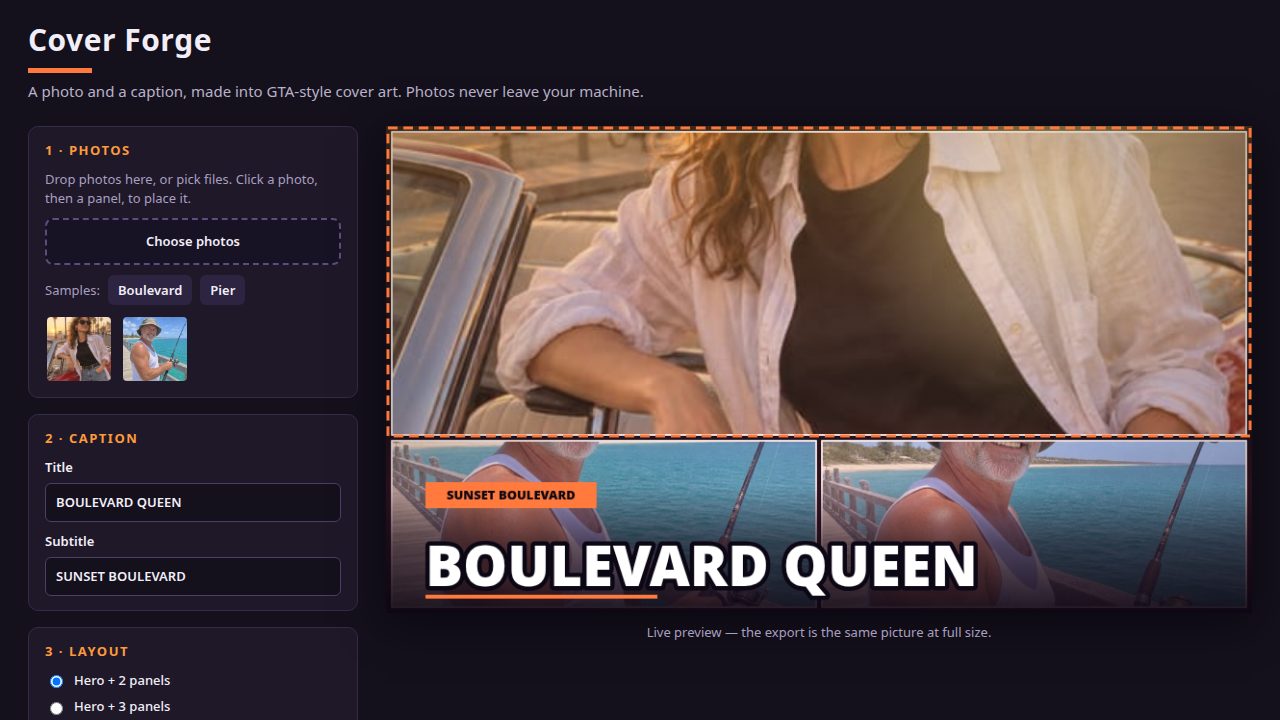 Cover Forge
A photo and a caption, made into GTA-style cover art. Photos never leave your machine.
1 · PHOTOS
Drop photos here, or pick files. Click a photo,
then a panel, to place it.
Choose photos
Samples: Boulevard Pier
2 · CAPTION
Title
BOULEVARD QUEEN
Subtitle
SUNSET BOULEVARD
3 · LAYOUT
Hero + 2 panels
Hero + 3 panels
SUNSET BOULEVARD
BOULEVARD QUEEN
Live preview — the export is the same picture at full size.